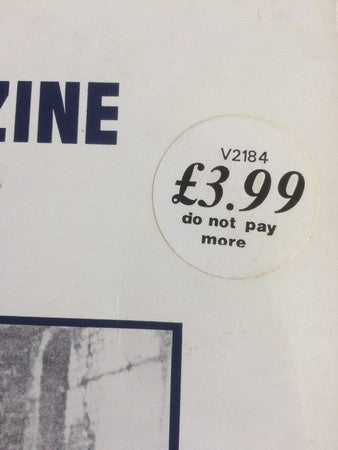 ZINE
V2184
£3.99
do not pay
more